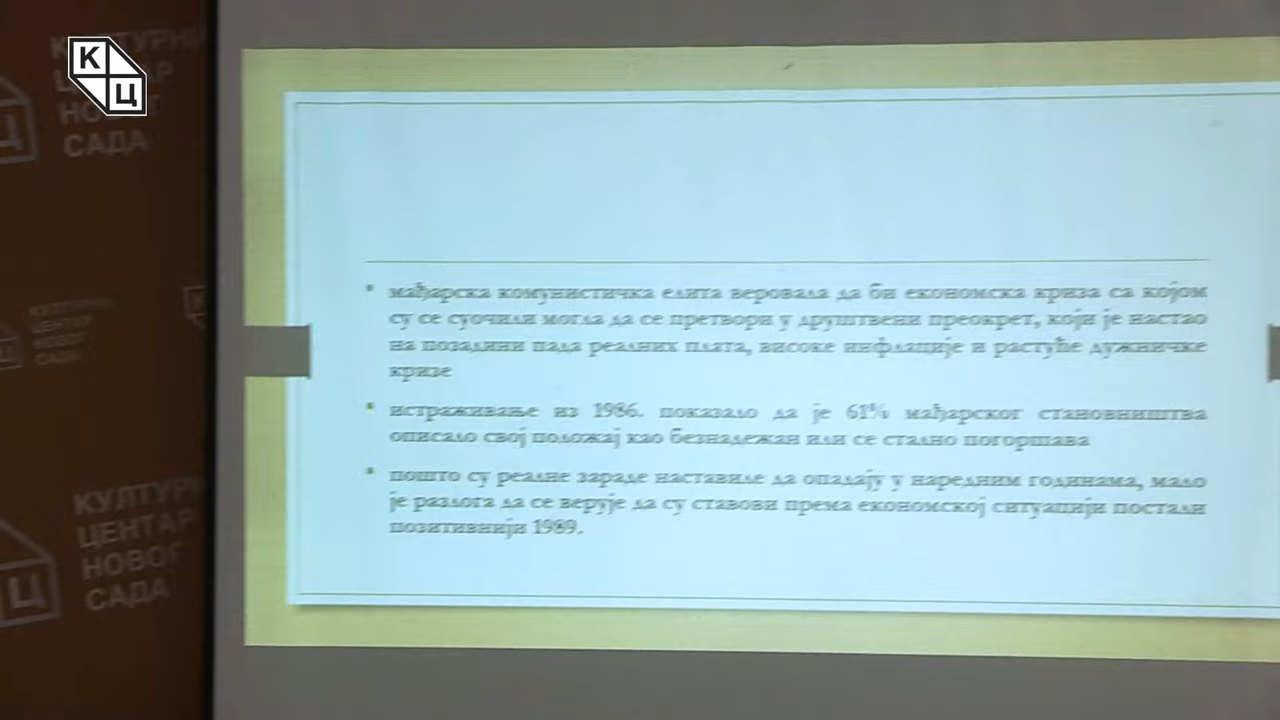 КЦ
КУЛТУРНИ
НОВОГ
САДА
мађарска комунистичка елита веровала да би економска криза са којом
су се суочили могла да се претвори у друштвени преокрет, који је настао
на позадини пада реалних плата, високе инфлације и растуће дужничке
кризе
истраживање из 1986. показало да је 61% мађарског становништва
описало свој положај као безнадежан или се стално погоршава
пошто су реалне зараде наставиле да опадају у наредним годинама, мало
је разлога да се верује да су ставови према економској ситуацији постали
позитивнији 1989.
КУЛТУРНИ
ЦЕНТАР
НОВОГ
САДА
КУЛТУРН
ЦЕНТАР
НОВОГ
САДА